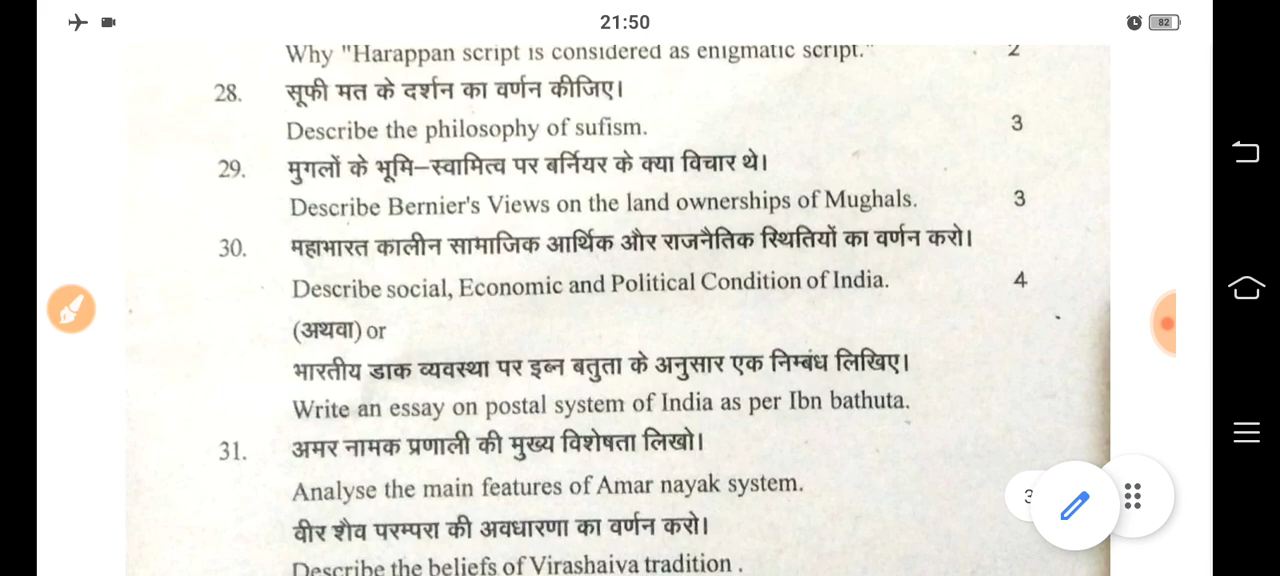 21:50
82
Why "Harappan script is considered as enigmatic script." 2
28. सूफी मत के दर्शन का वर्णन कीजिए।
Describe the philosophy of sufism. 3
29. मुगलों के भूमि–स्वामित्व पर बर्नियर के क्या विचार थे।
Describe Bernier's Views on the land ownerships of Mughals. 3
30. महाभारत कालीन सामाजिक आर्थिक और राजनैतिक स्थितियों का वर्णन करो।
Describe social, Economic and Political Condition of India. 4
(अथवा) or
भारतीय डाक व्यवस्था पर इब्न बतुता के अनुसार एक निम्बंध लिखिए।
Write an essay on postal system of India as per Ibn bathuta.
31. अमर नामक प्रणाली की मुख्य विशेषता लिखो।
Analyse the main features of Amar nayak system.
3
वीर शैव परम्परा की अवधारणा का वर्णन करो।
Describe the beliefs of Virashaiva tradition .